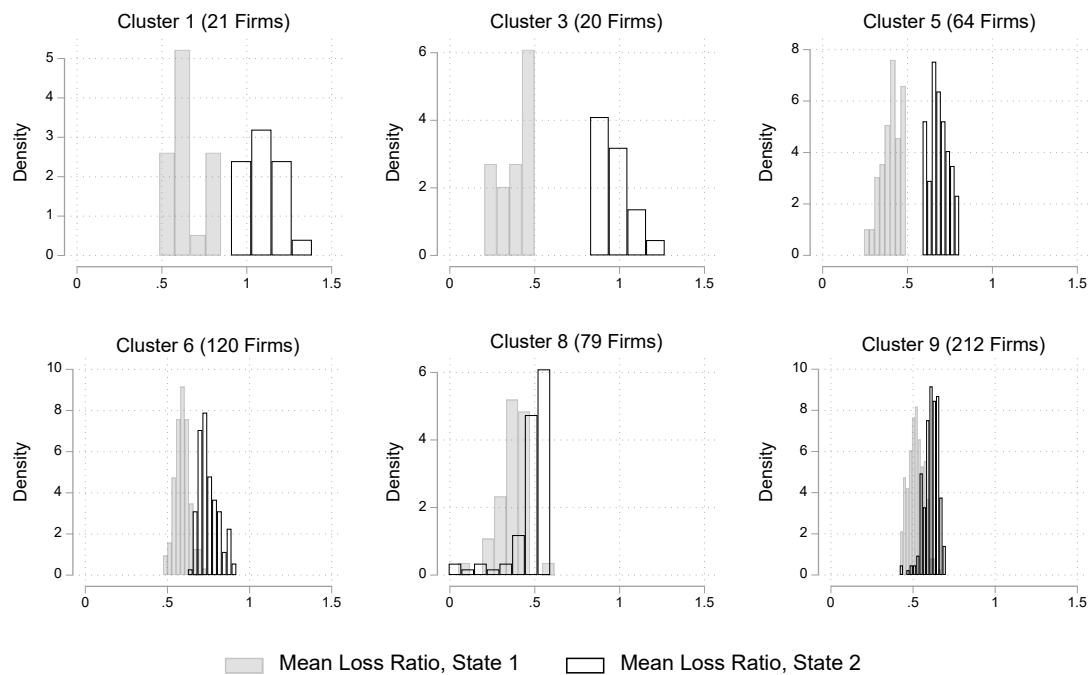 Cluster 1 (21 Firms)
Density
5
4
3
2
1
0
0 .5 1 1.5
Cluster 3 (20 Firms)
Density
6
4
2
0
0 .5 1 1.5
Cluster 5 (64 Firms)
Density
8
6
4
2
0
0 .5 1 1.5
Cluster 6 (120 Firms)
Density
10
8
6
4
2
0
0 .5 1 1.5
Cluster 8 (79 Firms)
Density
6
4
2
0
0 .5 1 1.5
Cluster 9 (212 Firms)
Density
10
8
6
4
2
0
0 .5 1 1.5
Mean Loss Ratio, State 1 Mean Loss Ratio, State 2